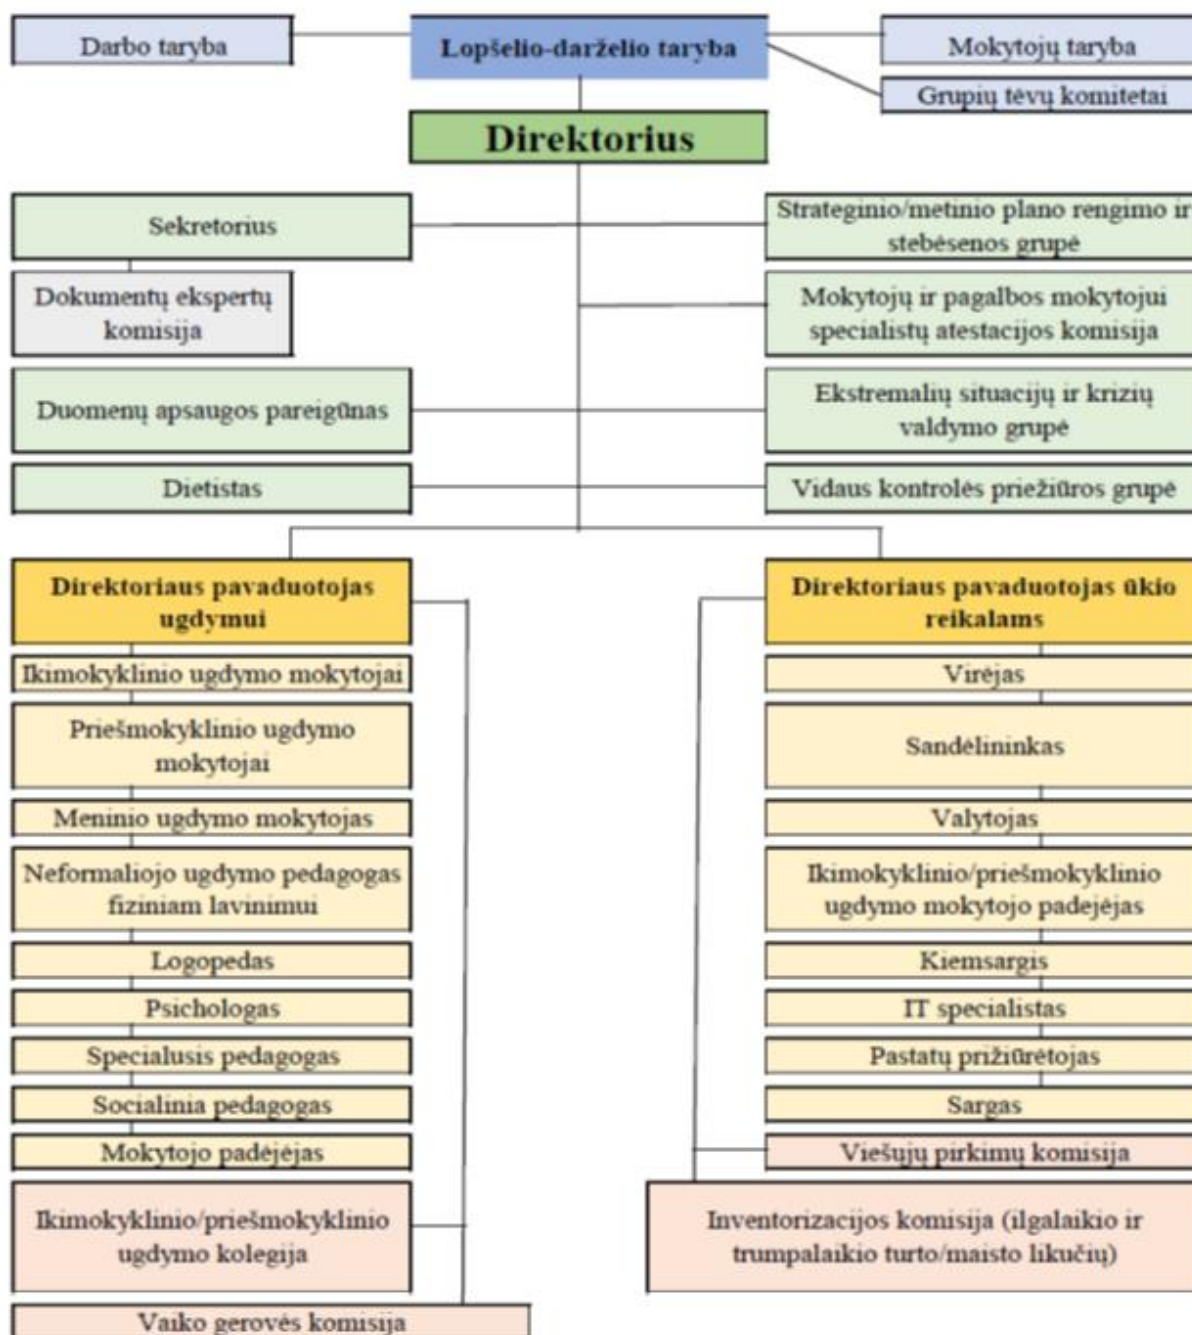 Darbo taryba
Lopšelio-darželio taryba
Mokytojų taryba
Grupių tėvų komitetai
Direktorius
Sekretorius
Strateginio/metinio plano rengimo ir
stebėsenos grupė
Dokumentų ekspertų
komisija
Mokytojų ir pagalbos mokytojui
specialistų atestacijos komisija
Duomenų apsaugos pareigūnas
Ekstremalių situacijų ir krizių
valdymo grupė
Dietistas
Vidaus kontrolės priežiūros grupė
Direktoriaus pavaduotojas
ugdymui
Direktoriaus pavaduotojas ūkio
reikalams
Ikimokyklinio ugdymo mokytojai
Priešmokyklinio ugdymo
mokytojai
Meninio ugdymo mokytojas
Neformaliojo ugdymo pedagogas
fiziniam lavinimui
Logopedas
Psichologas
Specialusis pedagogas
Socialinia pedagogas
Mokytojo padėjėjas
Ikimokyklinio/priešmokyklinio
ugdymo kolegija
Vaiko gerovės komisija
Virėjas
Sandėlininkas
Valytojas
Ikimokyklinio/priešmokyklinio
ugdymo mokytojo padejėjas
Kiemsargis
IT specialistas
Pastatų prižiūrėtojas
Sargas
Viešųjų pirkimų komisija
Inventorizacijos komisija (ilgalaikio ir
trumpalaikio turto/maisto likučių)